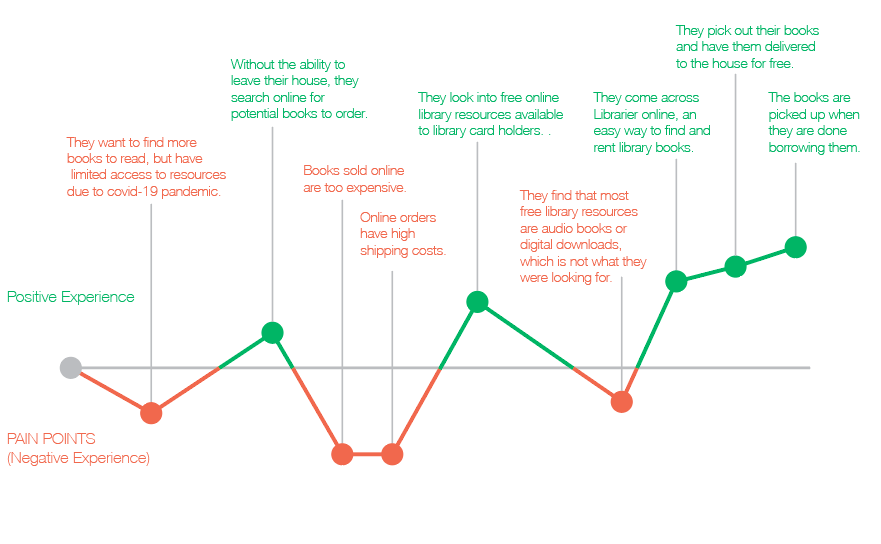 They want to find more
books to read, but have
limited access to resources
due to covid-19 pandemic.
Without the ability to
leave their house, they
search online for
potential books to order.
Books sold online
are too expensive.
Online orders
have high
shipping costs.
They look into free online
library resources available
to library card holders. .
They find that most
free library resources
are audio books or
digital downloads,
which is not what they
were looking for.
They come across
Librarier online, an
easy way to find and
rent library books.
They pick out their books
and have them delivered
to the house for free.
The books are
picked up when
they are done
borrowing them.
Positive Experience
PAIN POINTS
(Negative Experience)